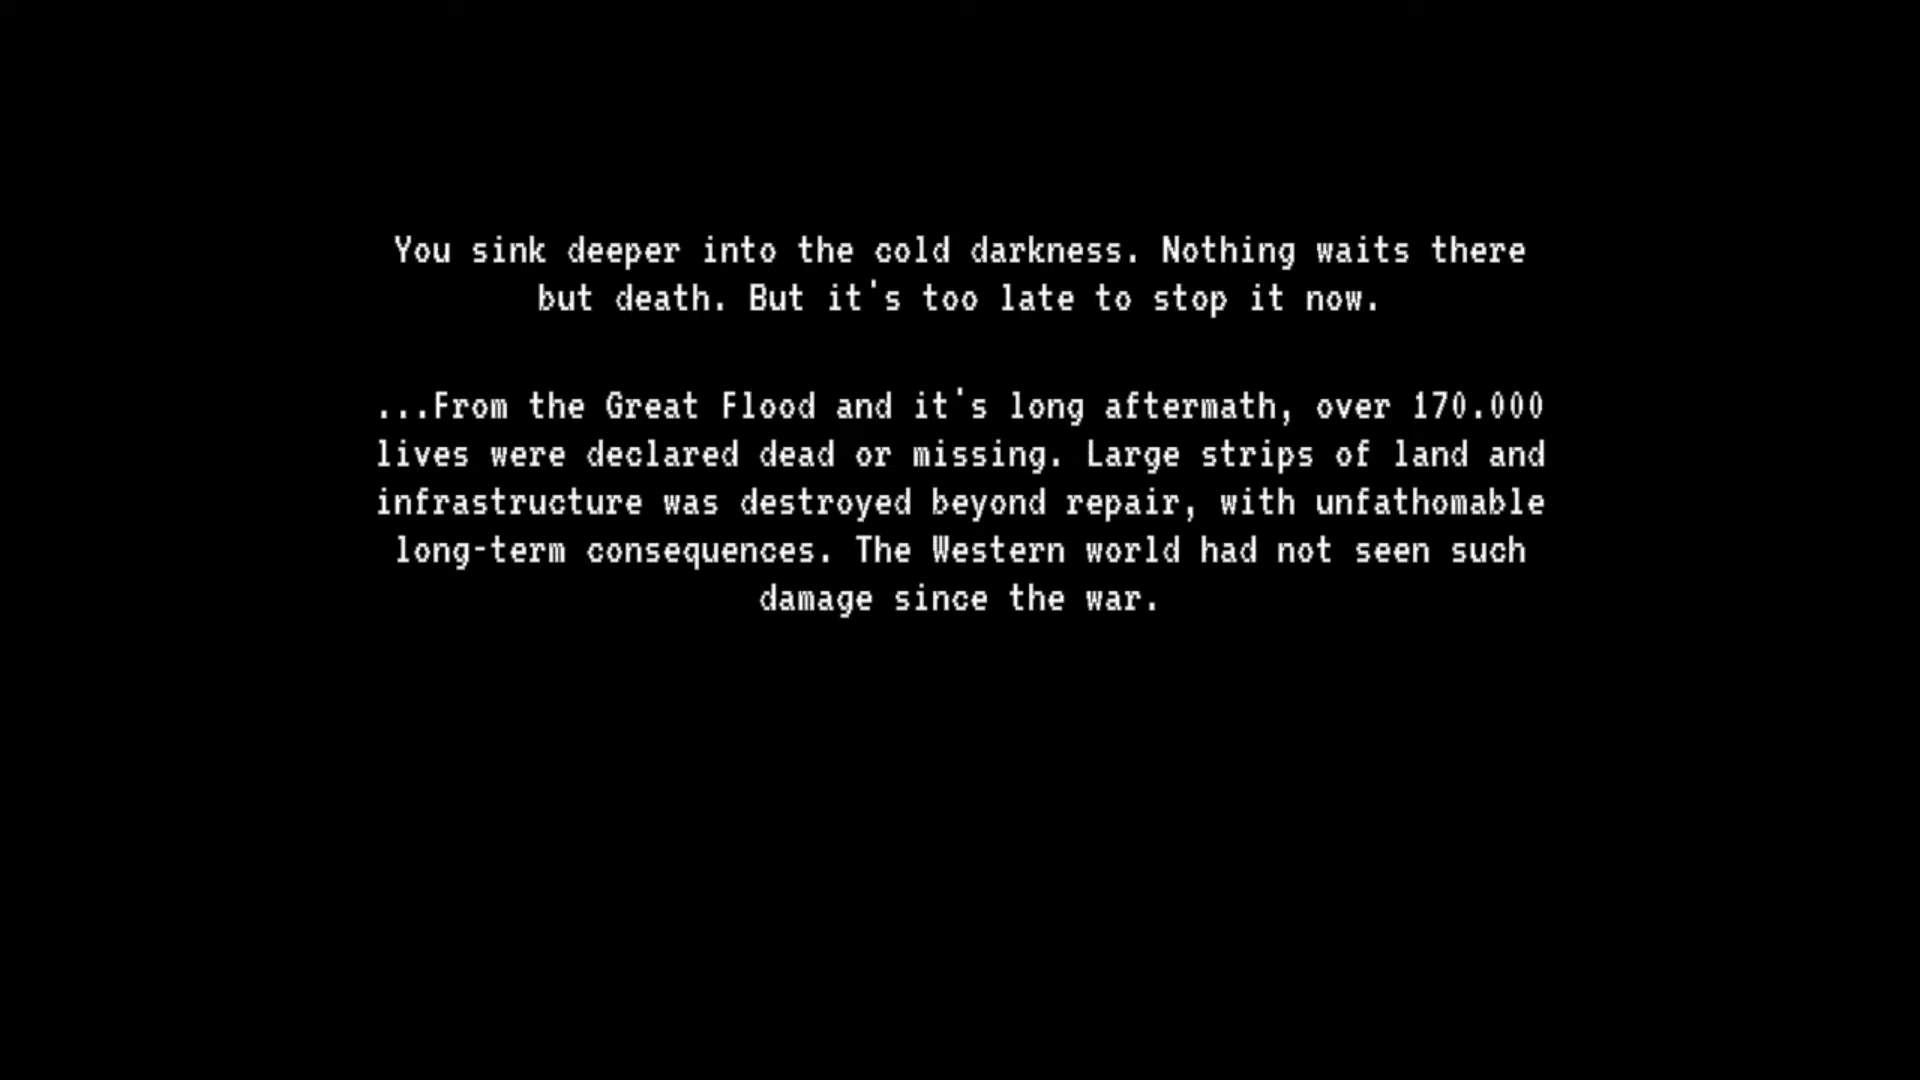 You sink deeper into the cold darkness. Nothing waits there
but death. But it's too late to stop it now.
...From the Great Flood and it's long aftermath, over 170.000
lives were declared dead or missing. Large strips of land and
infrastructure was destroyed beyond repair, with unfathomable
long-term consequences. The Western world had not seen such
damage since the war.